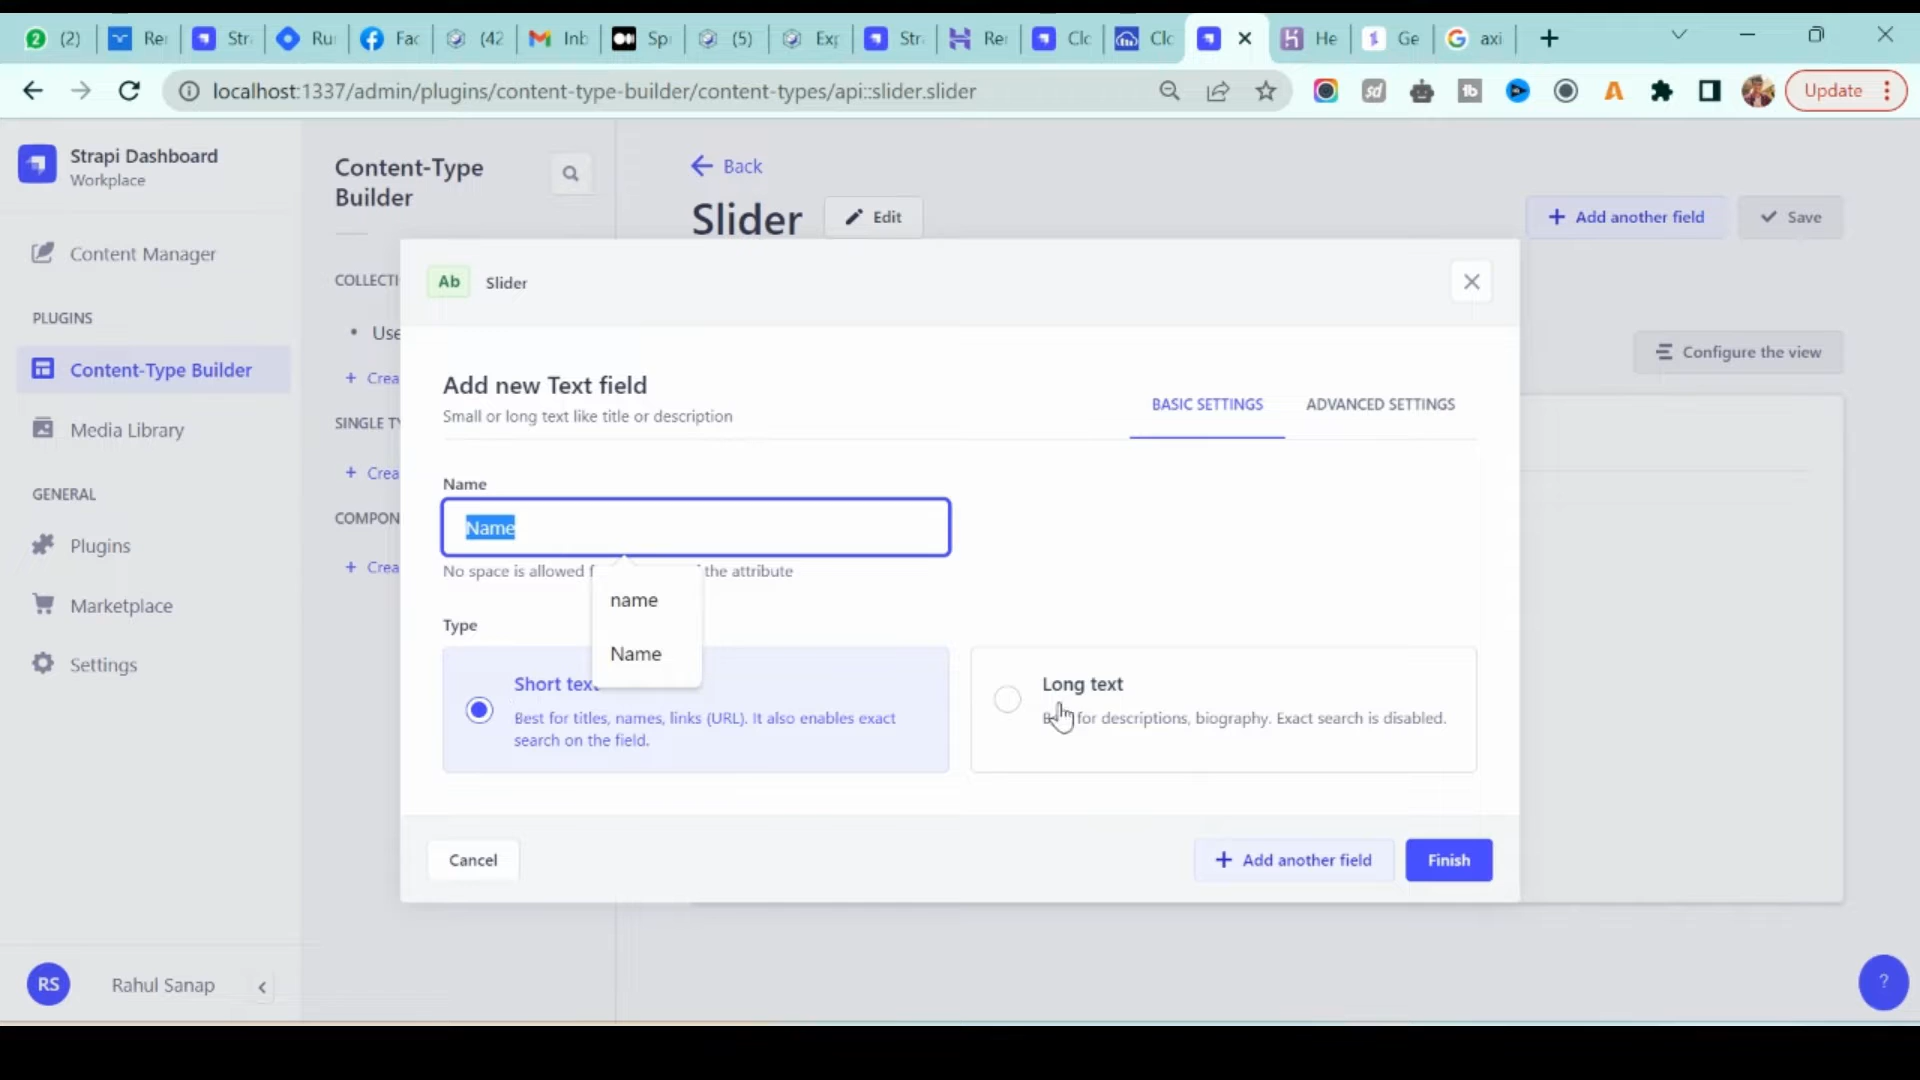 (2)
Re
Str
Ru
Fac
(42
Inb
Sp
(5)
Exp
Str
Re
Clo
Clo
He
Ge
axi
localhost:1337/admin/plugins/content-type-builder/content-types/api::slider.slider
Update
Strapi Dashboard
Workplace
Content Manager
PLUGINS
Content-Type Builder
Media Library
GENERAL
Plugins
Marketplace
Settings
RS
Rahul Sanap
Content-Type
Builder
COLLECTI
Use
+ Crea
SINGLE TY
+ Crea
COMPON
+ Crea
Back
Slider
Edit
+ Add another field
Save
Configure the view
Ab
Slider
Add new Text field
Small or long text like title or description
BASIC SETTINGS
ADVANCED SETTINGS
Name
Name
No space is allowed f the attribute
name
Name
Type
Short text
Best for titles, names, links (URL). It also enables exact
search on the field.
Long text
for descriptions, biography. Exact search is disabled.
Cancel
+ Add another field
Finish
?